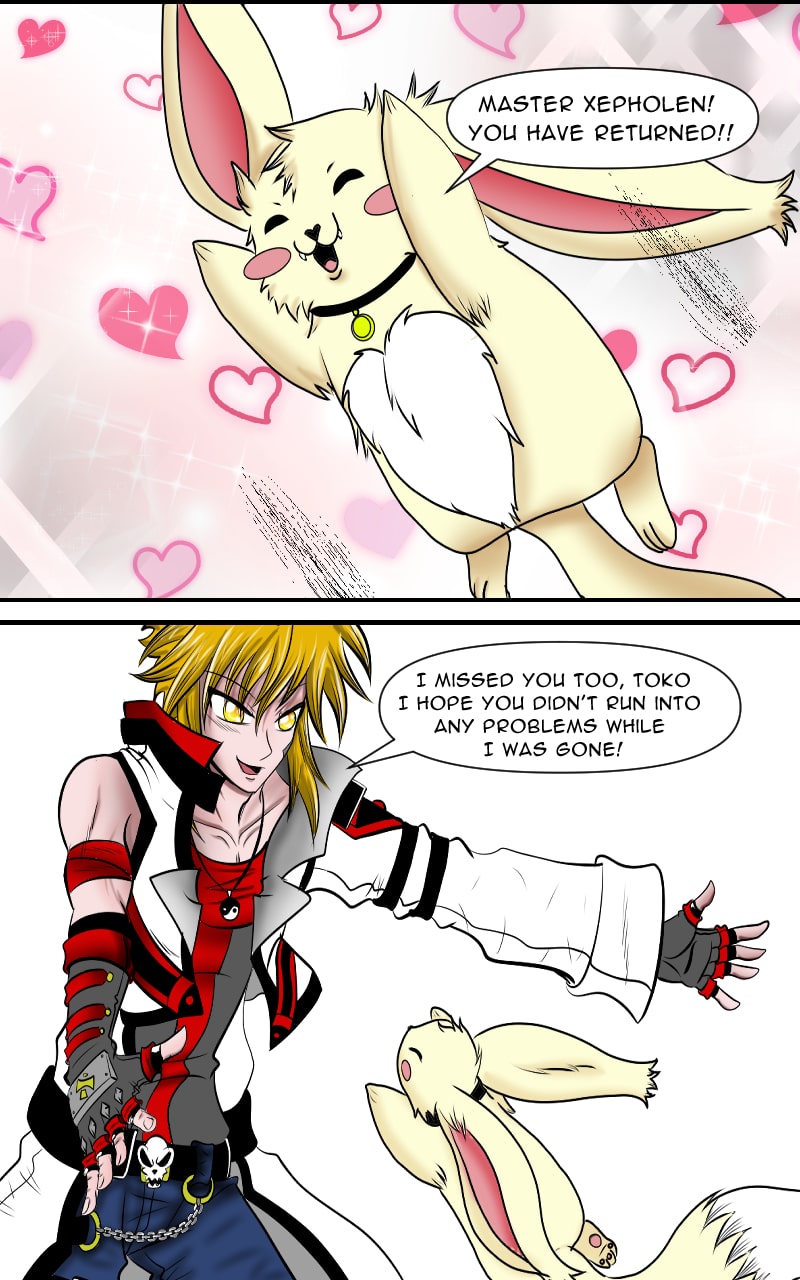 MASTER XEPHOLEN!
YOU HAVE RETURNED!!
I MISSED YOU TOO, TOKO
I HOPE YOU DIDN'T RUN INTO
ANY PROBLEMS WHILE
I WAS GONE!